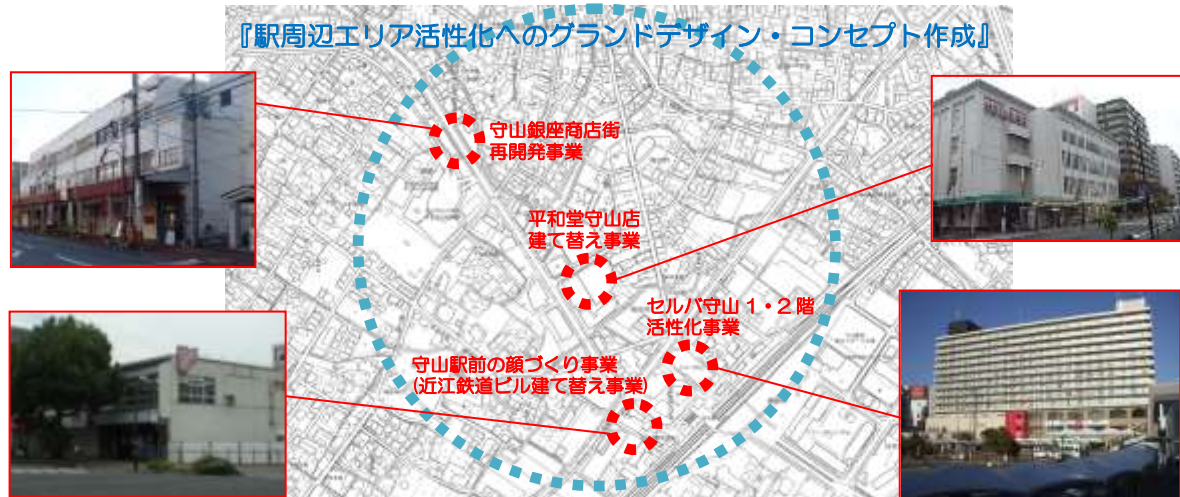 『駅周辺エリア活性化へのグランドデザイン・コンセプト作成』
守山銀座商店街
再開発事業
平和堂守山店
建て替え事業
セルバ守山 1・2 階
活性化事業
守山駅前の顔づくり事業
(近江鉄道ビル建て替え事業)